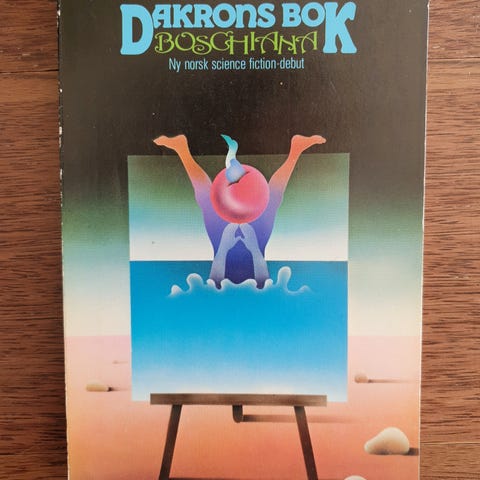 DAKRONS BOK
BOSCHIANA
Ny norsk science fiction-debut